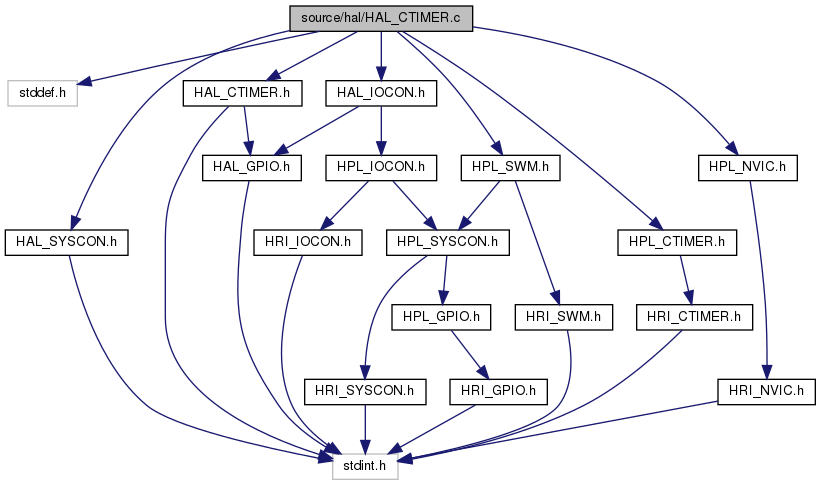 source/hal/HAL_CTIMER.c
stddef.h
HAL_CTIMER.h
HAL_IOCON.h
HAL_GPIO.h
HPL_IOCON.h
HPL_SWM.h
HPL_NVIC.h
HAL_SYSCON.h
HRI_IOCON.h
HPL_SYSCON.h
HPL_CTIMER.h
HPL_GPIO.h
HRI_SWM.h
HRI_CTIMER.h
HRI_SYSCON.h
HRI_GPIO.h
HRI_NVIC.h
stdint.h